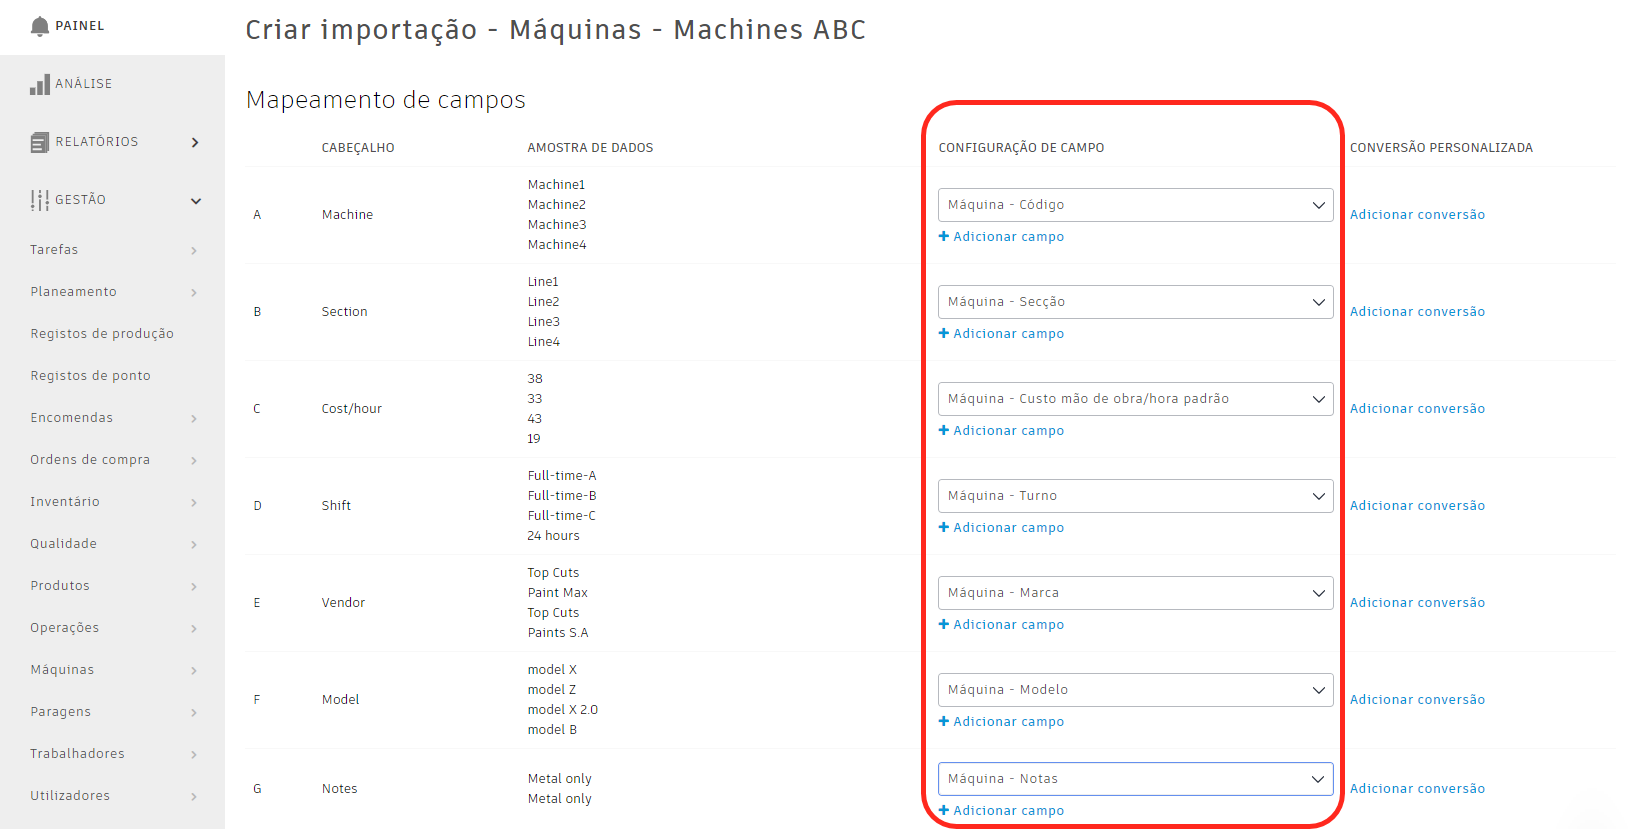 PAINEL
ANÁLISE
RELATÓRIOS
GESTÃO
Tarefas
Planeamento
Registos de produção
Registos de ponto
Encomendas
Ordens de compra
Inventário
Qualidade
Produtos
Operações
Máquinas
Paragens
Trabalhadores
Utilizadores
Criar importação - Máquinas - Machines ABC
Mapeamento de campos
CABEÇALHO AMOSTRA DE DADOS CONFIGURAÇÃO DE CAMPO CONVERSÃO PERSONALIZADA
A
Machine
Machine1
Machine2
Machine3
Machine4
Máquina - Código
Adicionar campo
Adicionar conversão
B
Section
Line1
Line2
Line3
Line4
Máquina - Secção
Adicionar campo
Adicionar conversão
C
Cost/hour
38
33
43
19
Máquina - Custo mão de obra/hora padrão
Adicionar campo
Adicionar conversão
D
Shift
Full-time-A
Full-time-B
Full-time-C
24 hours
Máquina - Turno
Adicionar campo
Adicionar conversão
E
Vendor
Top Cuts
Paint Max
Top Cuts
Paints S.A
Máquina - Marca
Adicionar campo
Adicionar conversão
F
Model
model X
model Z
model X 2.0
model B
Máquina - Modelo
Adicionar campo
Adicionar conversão
G
Notes
Metal only
Metal only
Máquina - Notas
Adicionar campo
Adicionar conversão